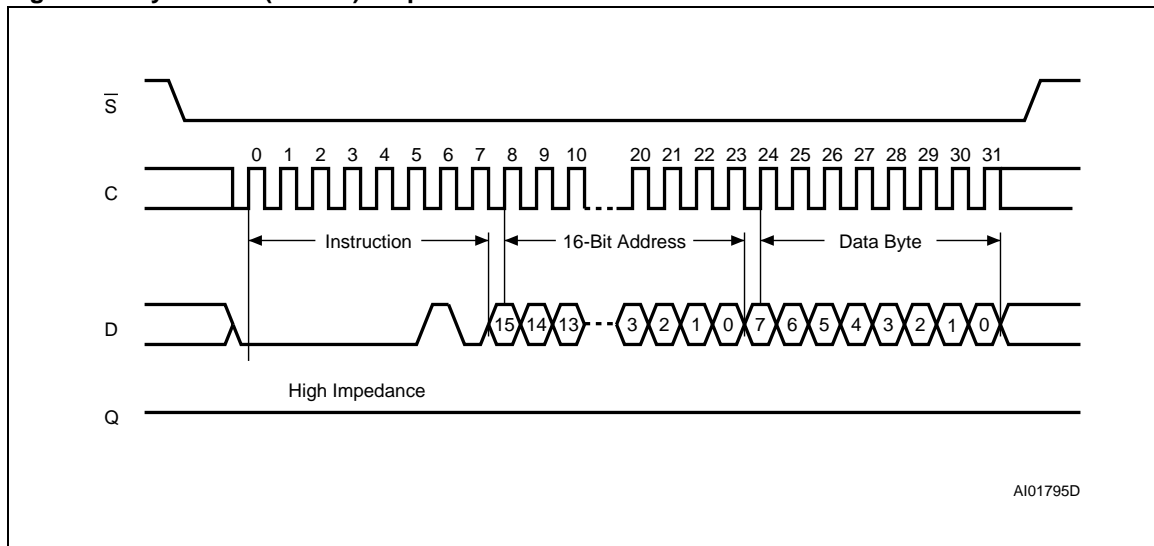 S
0 1 2 3 4 5 6 7 8 9 10 20 21 22 23 24 25 26 27 28 29 30 31
C
Instruction 16-Bit Address Data Byte
D 15 14 13 3 2 1 0 7 6 5 4 3 2 1 0
High Impedance
Q
AI01795D